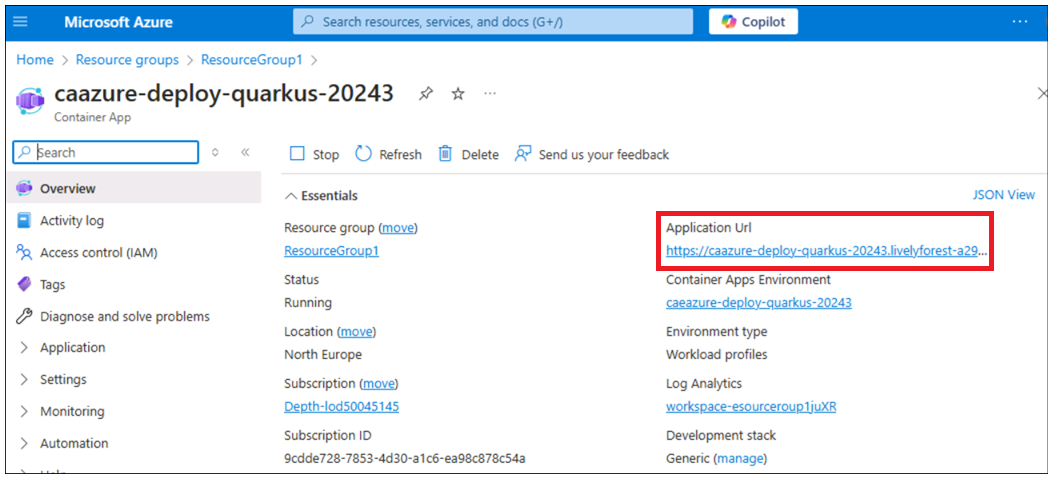 Microsoft Azure
Search resources, services, and docs (G+/)
Copilot
...
Home > Resource groups > ResourceGroup1 >
caazure-deploy-quarkus-20243
...
Container App
Search
Stop
Refresh
Delete
Send us your feedback
Overview
Activity log
Access control (IAM)
Tags
Diagnose and solve problems
Application
Settings
Monitoring
Automation
Essentials
JSON View
Resource group (move)
ResourceGroup1
Status
Running
Location (move)
North Europe
Subscription (move)
Depth-lod50045145
Subscription ID
9cdde728-7853-4d30-a1c6-ea98c878c54a
Application Url
https://caazure-deploy-quarkus-20243.livelyforest-a29...
Container Apps Environment
caeazure-deploy-quarkus-20243
Environment type
Workload profiles
Log Analytics
workspace-esourceroup1juXR
Development stack
Generic (manage)